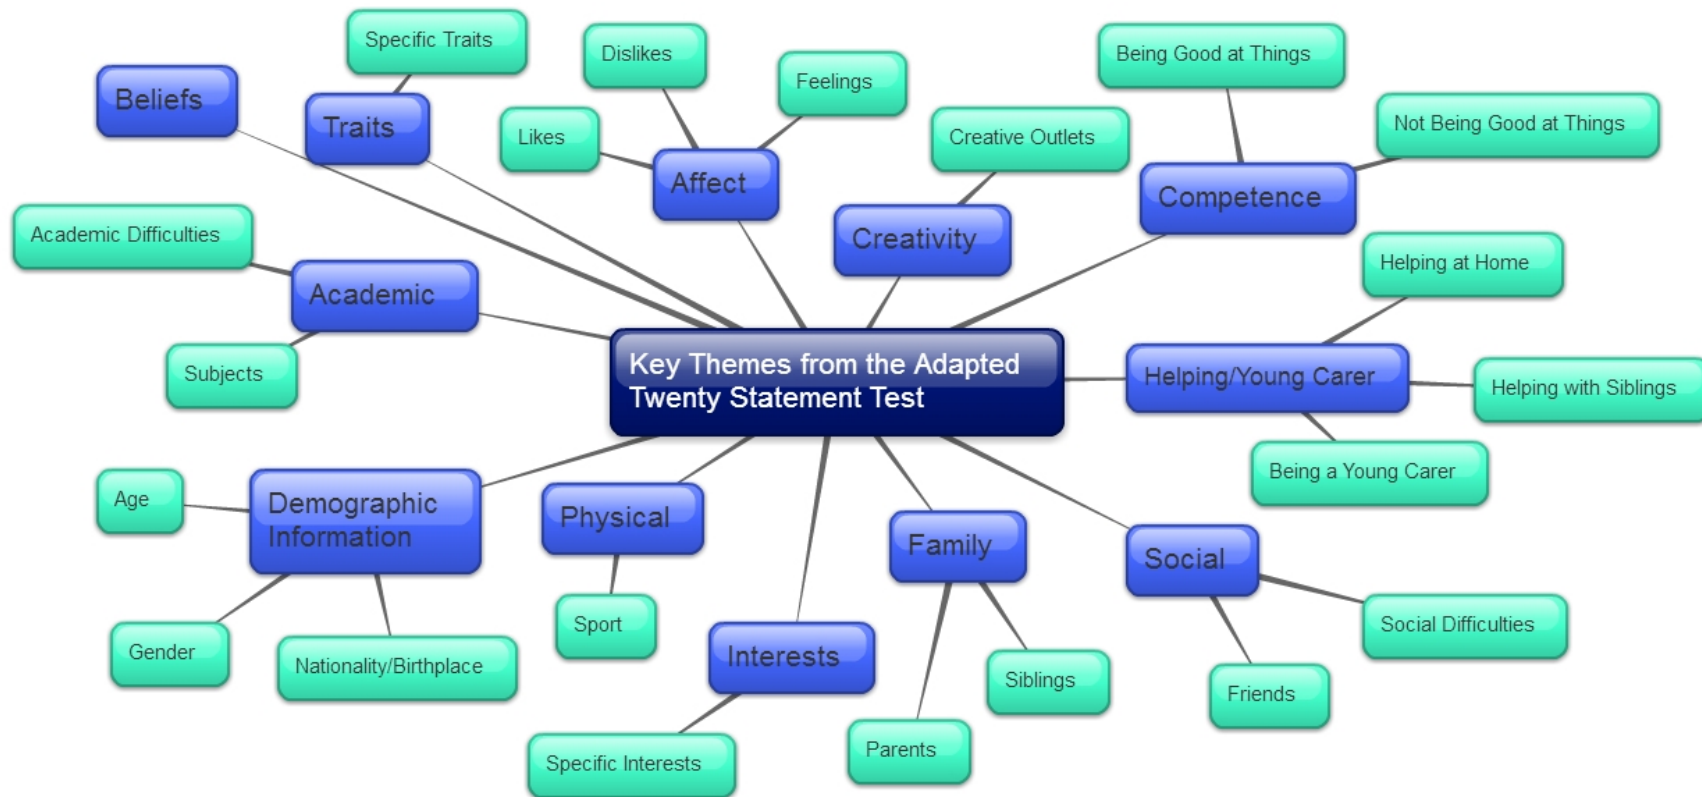 Specific Traits
Dislikes
Being Good at Things
Feelings
Beliefs
Traits
Likes
Creative Outlets
Not Being Good at Things
Affect
Competence
Academic Difficulties
Creativity
Helping at Home
Academic
Key Themes from the Adapted
Twenty Statement Test
Subjects
Helping/Young Carer
Helping with Siblings
Being a Young Carer
Age
Demographic
Information
Physical
Family
Social
Gender
Nationality/Birthplace
Sport
Interests
Siblings
Social Difficulties
Friends
Specific Interests
Parents